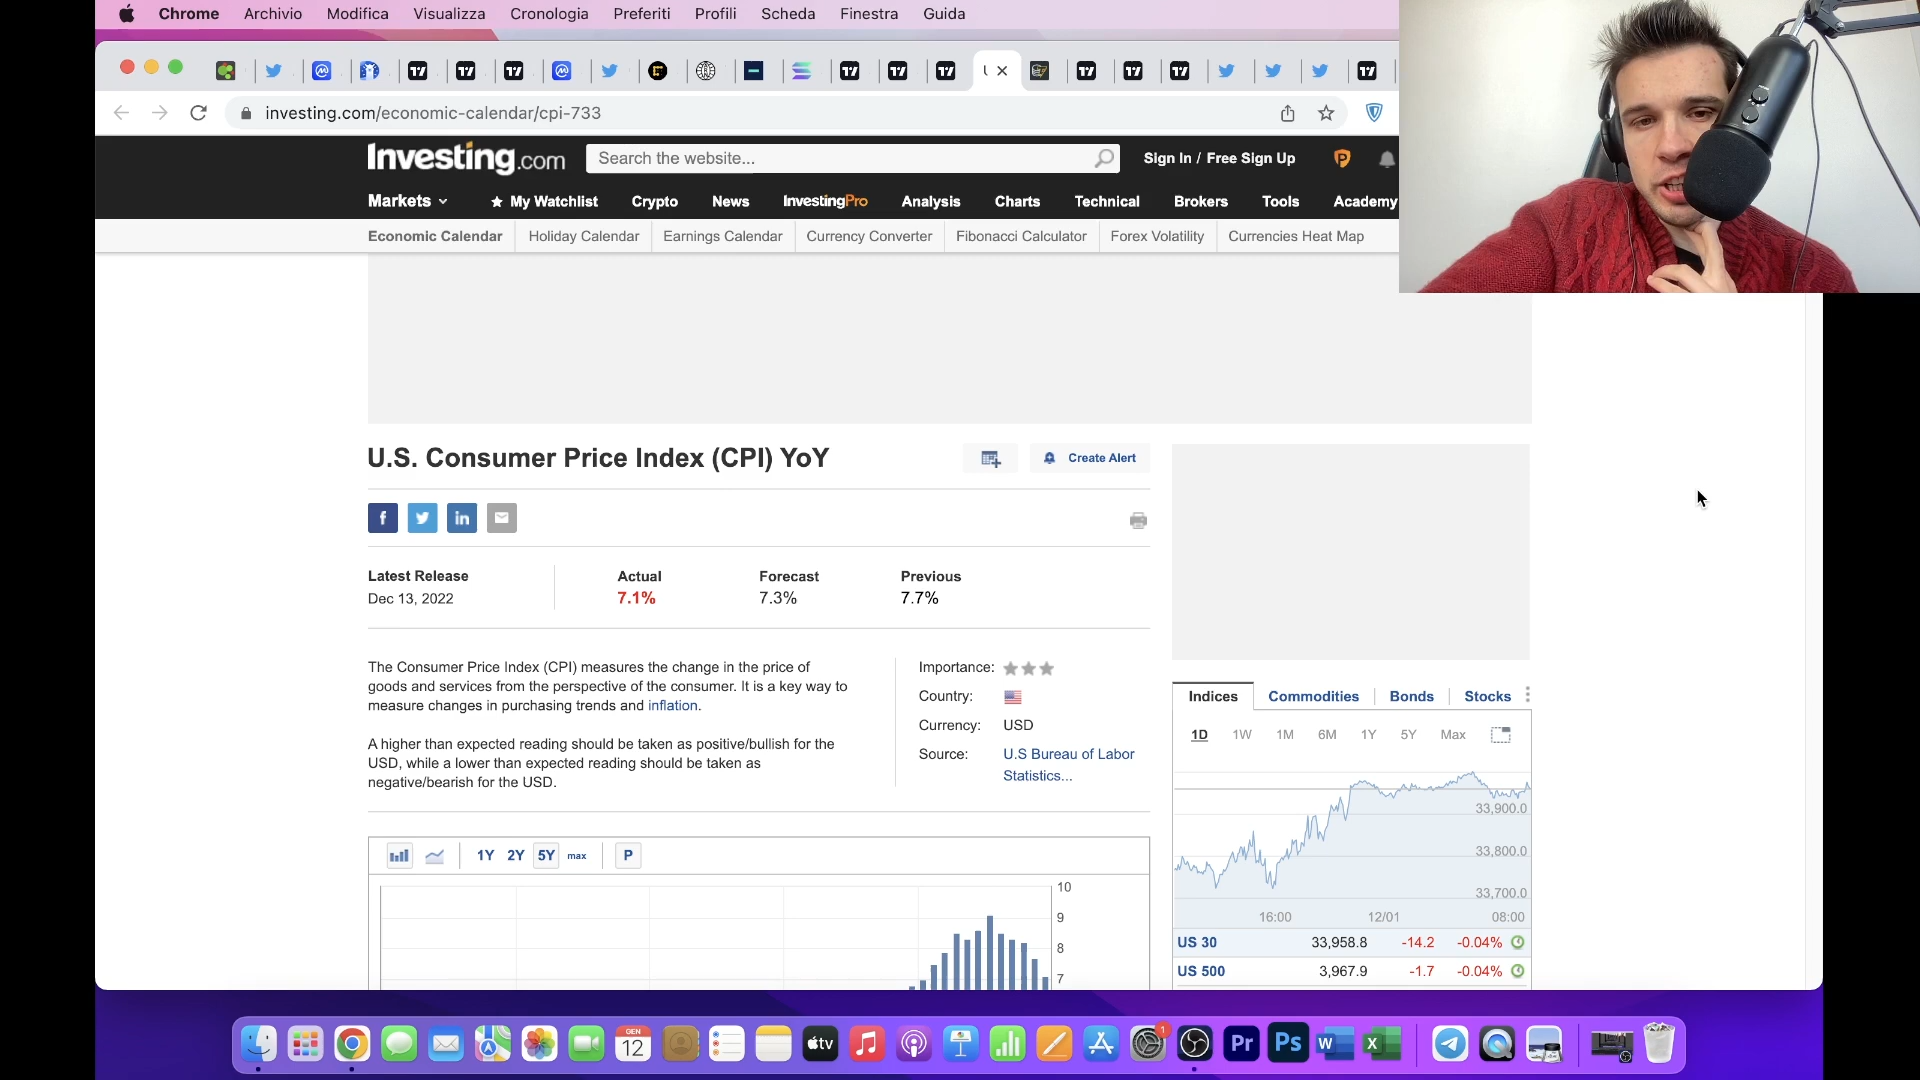 Chrome Archivio Modifica Visualizza Cronologia Preferiti Profili Scheda Finestra Guida
investing.com/economic-calendar/cpi-733
Investing.com
Search the website...
Sign In / Free Sign Up
Markets My Watchlist Crypto News InvestingPro Analysis Charts Technical Brokers Tools Academy
Economic Calendar Holiday Calendar Earnings Calendar Currency Converter Fibonacci Calculator Forex Volatility Currencies Heat Map
U.S. Consumer Price Index (CPI) YoY
Create Alert
Latest Release Actual Forecast Previous
Dec 13, 2022 7.1% 7.3% 7.7%
The Consumer Price Index (CPI) measures the change in the price of
goods and services from the perspective of the consumer. It is a key way to
measure changes in purchasing trends and inflation.
A higher than expected reading should be taken as positive/bullish for the
USD, while a lower than expected reading should be taken as
negative/bearish for the USD.
Importance:
Country:
Currency: USD
Source: U.S Bureau of Labor
Statistics...
1Y 2Y 5Y max P
10
9
8
7
Indices Commodities Bonds Stocks
1D 1W 1M 6M 1Y 5Y Max
33,900.0
33,800.0
33,700.0
16:00 12/01 08:00
US 30 33,958.8 -14.2 -0.04%
US 500 3,967.9 -1.7 -0.04%
GEN
12
tv
1
Pr
Ps
W
X